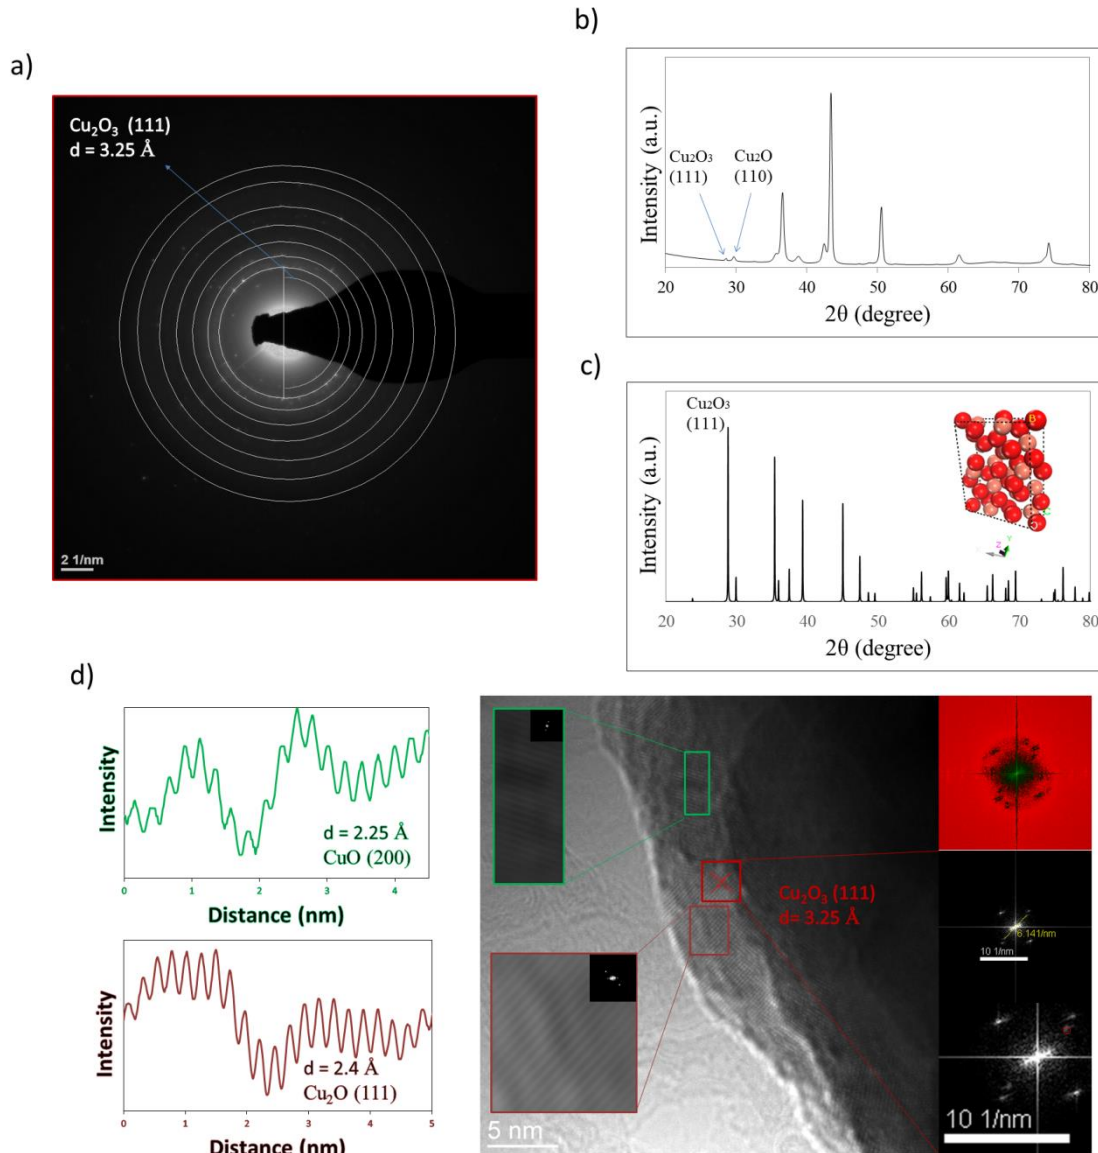 a)
Cu₂O₃ (111)
d = 3.25 Å
2 1/nm
b)
Intensity (a.u.)
Cu₂O₃
(111)
Cu₂O
(110)
20 30 40 50 60 70 80
2θ (degree)
c)
Intensity (a.u.)
Cu₂O₃
(111)
B
Z
Y
20 30 40 50 60 70 80
2θ (degree)
d)
Intensity
d = 2.25 Å
CuO (200)
0 1 2 3 4
Distance (nm)
Intensity
d = 2.4 Å
Cu₂O (111)
0 1 2 3 4 5
Distance (nm)
Cu₂O₃ (111)
d= 3.25 Å
5 nm
6.141/nm
10 1/nm
10 1/nm